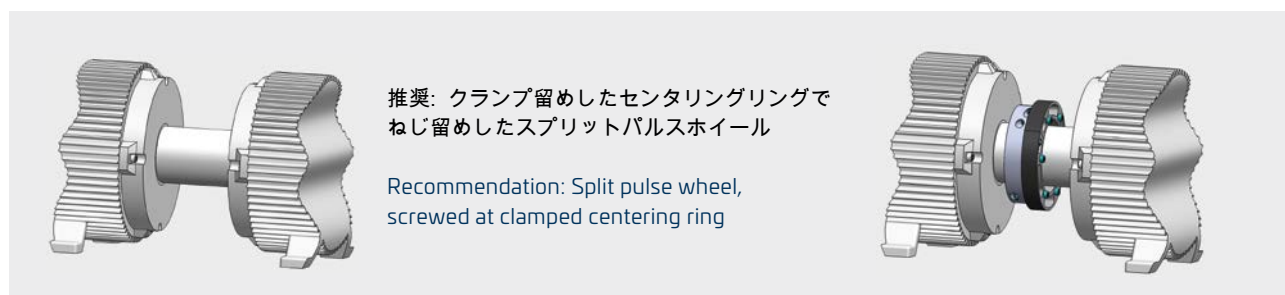 推奨: クランプ留めしたセンタリングリングで
ねじ留めしたスプリットパルスホイール
Recommendation: Split pulse wheel,
screwed at clamped centering ring